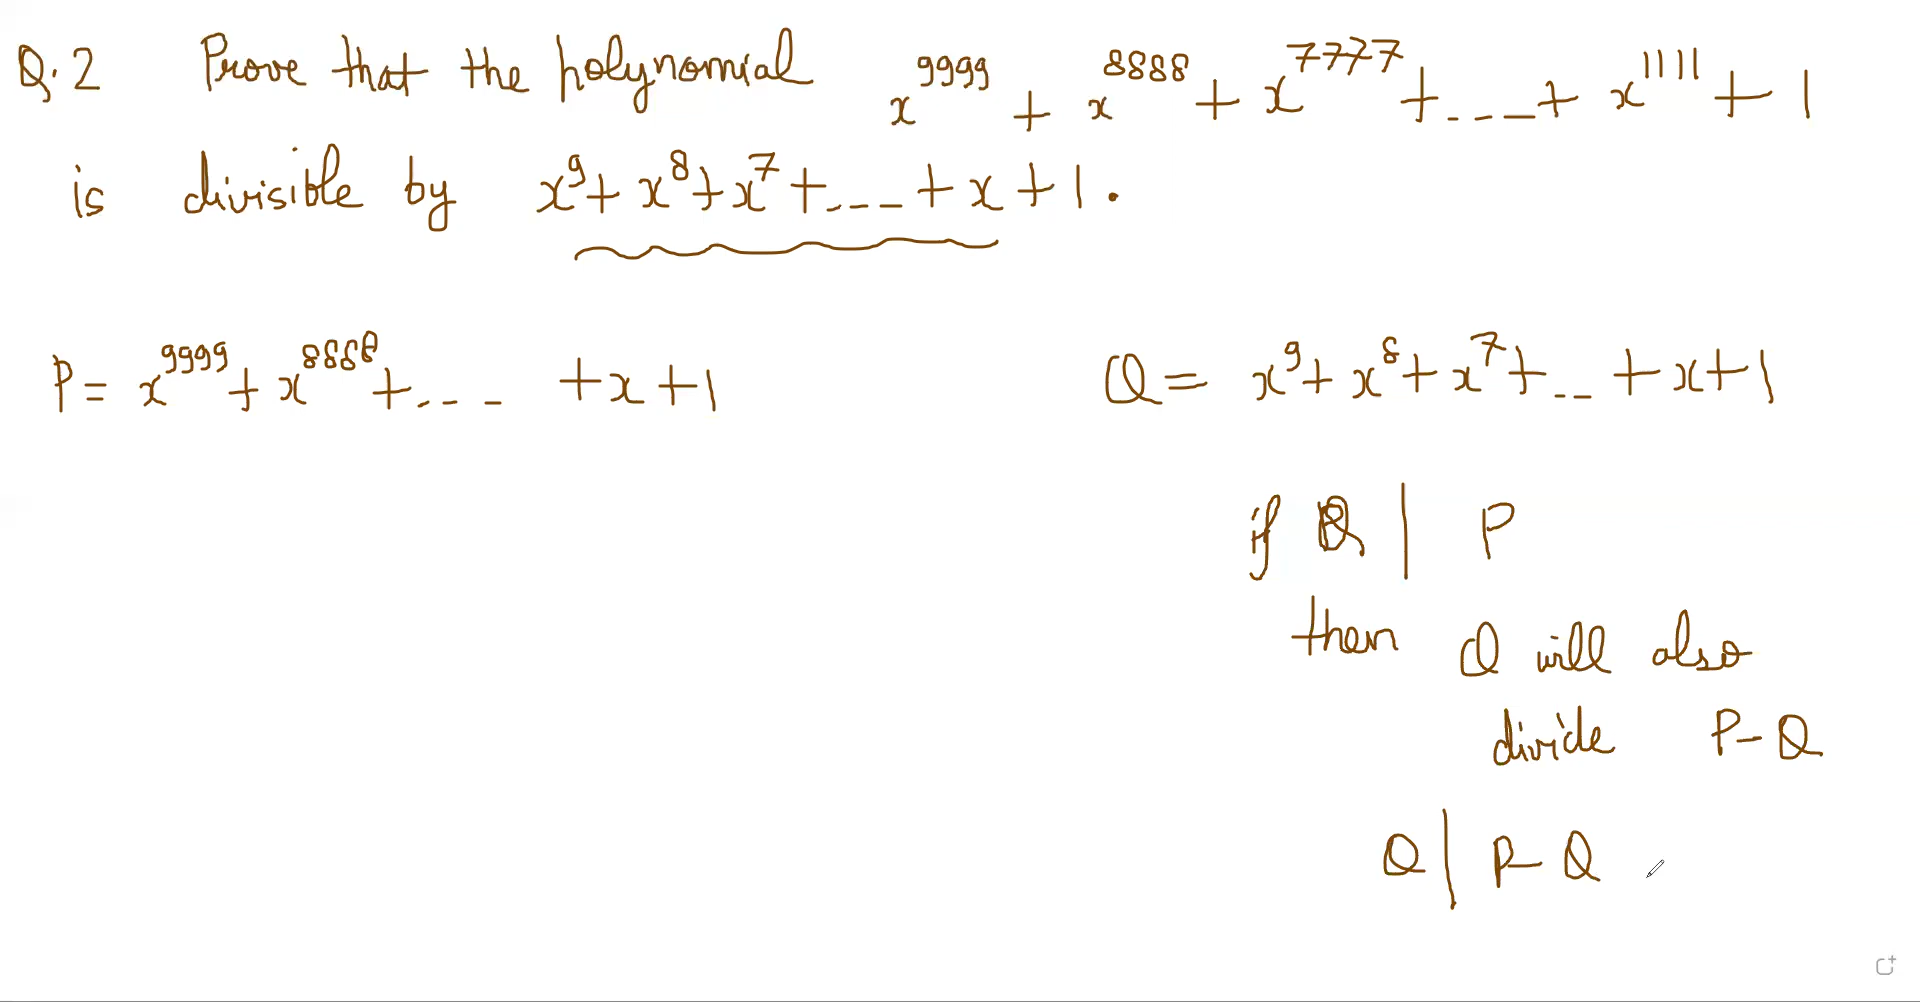 Q.2 Prove that the polynomial x^9999 + x^8888 + x^7777 + ... + x^1111 + 1
is divisible by x^9 + x^8 + x^7 + ... + x + 1.
P = x^9999 + x^8888 + ... + x + 1
Q = x^9 + x^8 + x^7 + .. + x + 1
if Q | P
then Q will also
divide P - Q
Q | P - Q